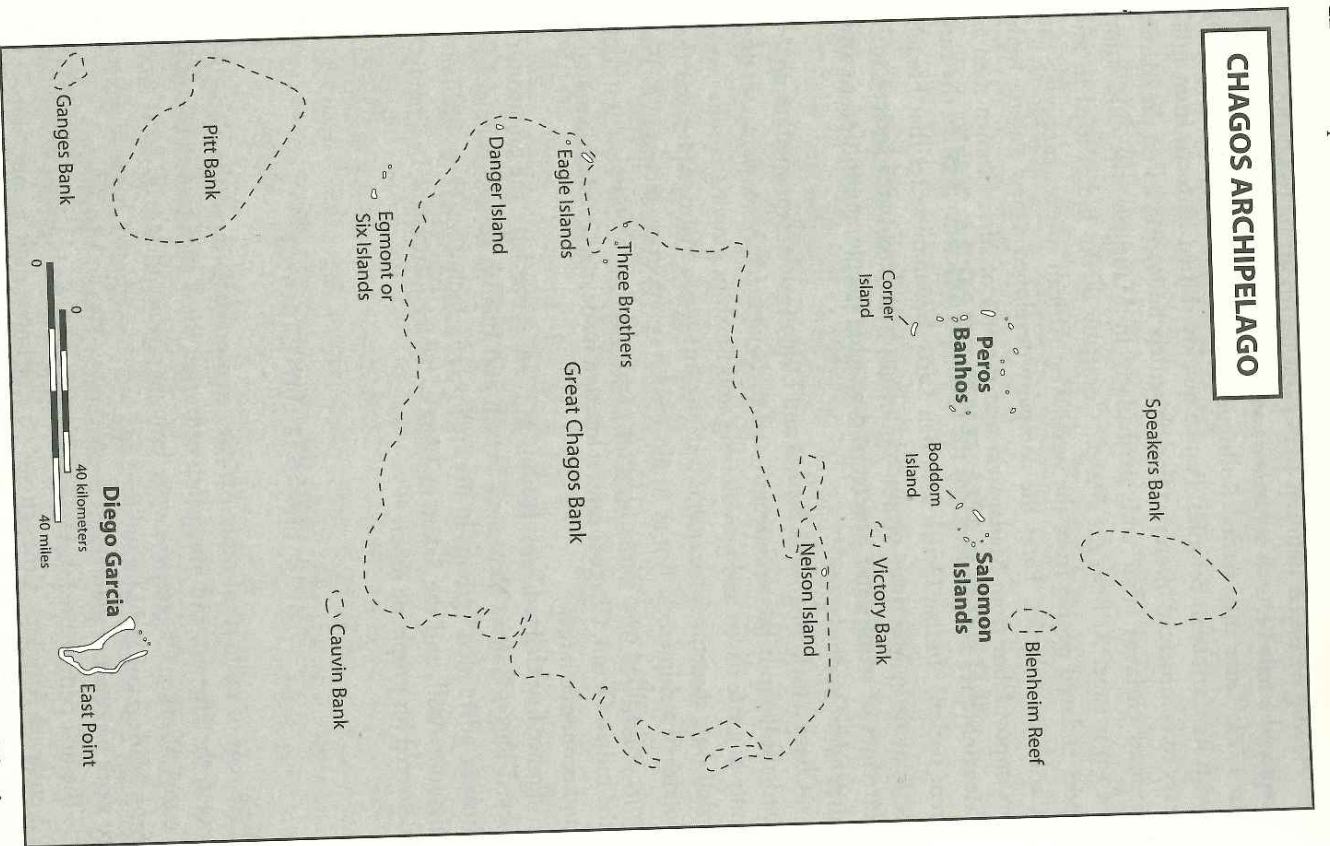 CHAGOS ARCHIPELAGO
Speakers Bank
Blenheim Reef
Peros
Banhos
Salomon
Islands
Boddom
Island
Corner
Island
Victory Bank
Nelson Island
Three Brothers
Great Chagos Bank
Eagle Islands
Danger Island
Egmont or
Six Islands
Cauvin Bank
Pitt Bank
Ganges Bank
Diego Garcia
East Point
0
40 kilometers
0
40 miles